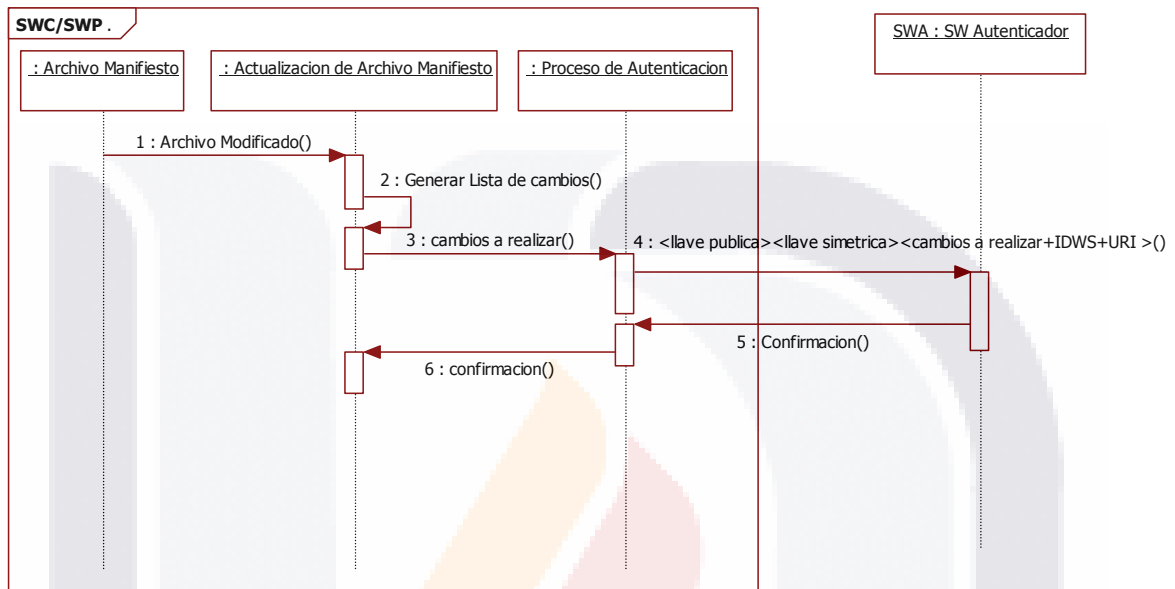 SWC/SWP .
SWA : SW Autenticador
: Archivo Manifiesto
: Actualizacion de Archivo Manifiesto
: Proceso de Autenticacion
1 : Archivo Modificado()
2 : Generar Lista de cambios()
3 : cambios a realizar()
4 : <llave publica><llave simetrica><cambios a realizar+IDWS+URI >()
5 : Confirmacion()
6 : confirmacion()